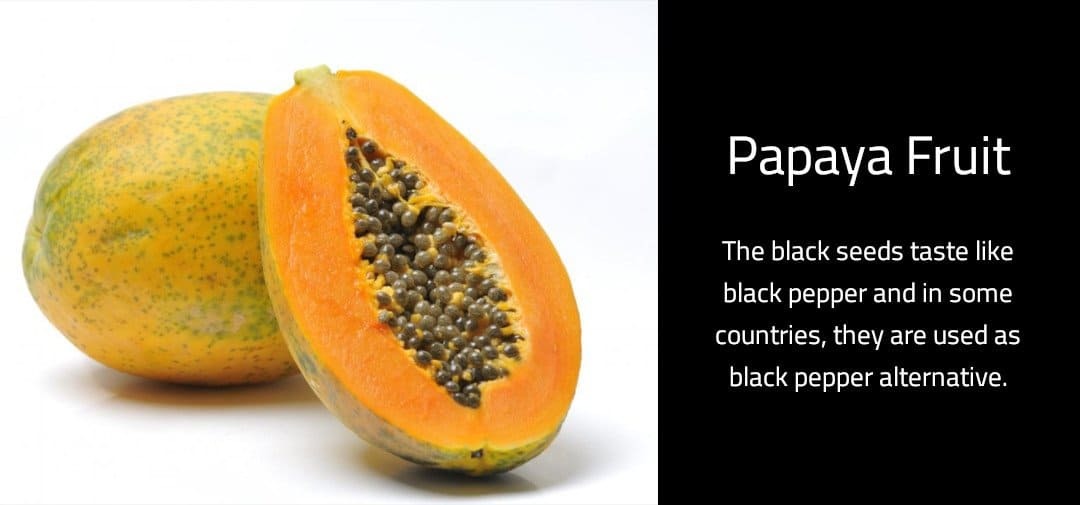 Papaya Fruit
The black seeds taste like
black pepper and in some
countries, they are used as
black pepper alternative.